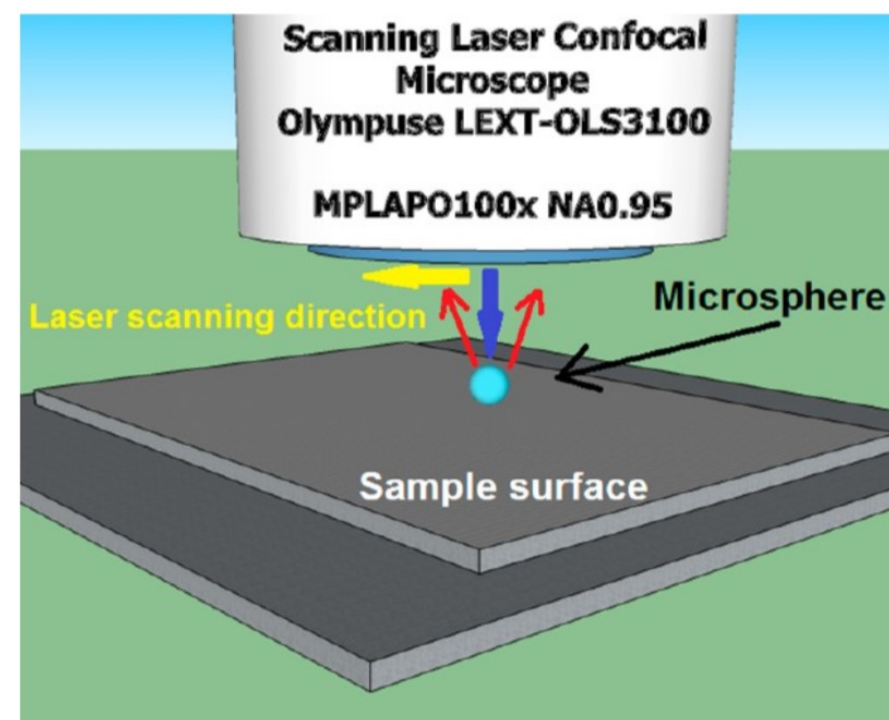 Scanning Laser Confocal
Microscope
Olympuse LEXT-OLS3100
MPLAPO100x NA0.95
Microsphere
Laser scanning direction
Sample surface